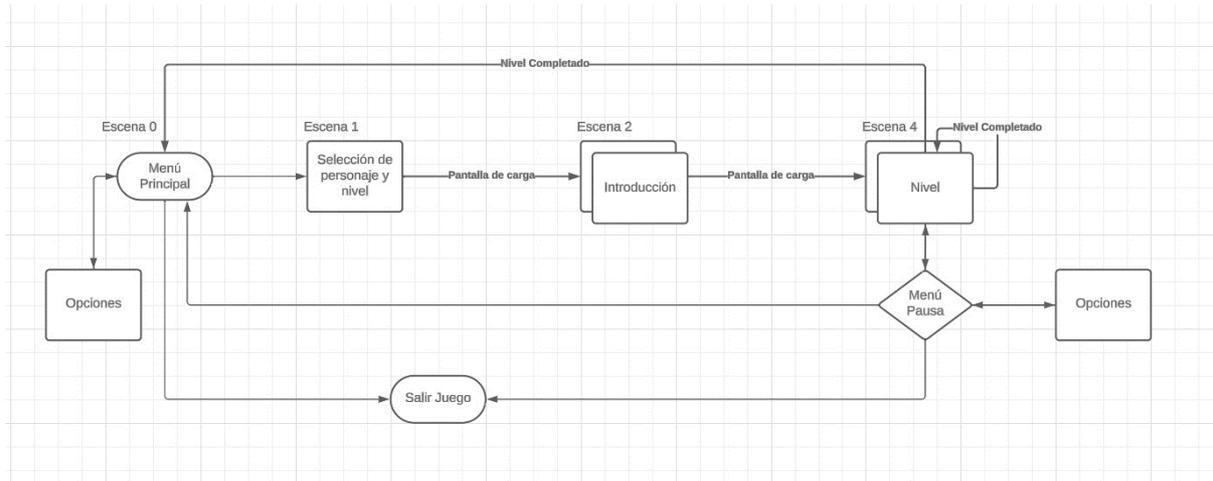 Nivel Completado
Escena 0
Escena 1
Escena 2
Escena 4
Nivel Completado
Menú
Principal
Selección de
personaje y
nivel
Pantalla de carga
Introducción
Pantalla de carga
Nivel
Opciones
Menú
Pausa
Opciones
Salir Juego